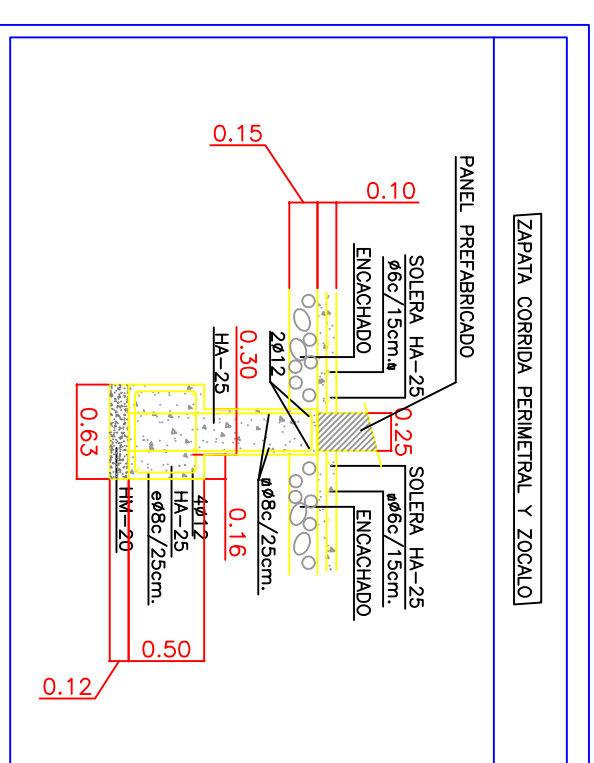 ZAPATA CORRIDA PERIMETRAL Y ZOCALO
PANEL PREFABRICADO
0.25
SOLERA HA-25
ø6c/15cm.¤
ENCACHADO
0.10
0.15
SOLERA HA-25
¤ø6c/15cm.
ENCACHADO
2ø12
0.30
HA-25
¤ø8c/25cm.
0.16
4ø12
HA-25
eø8c/25cm.
HM-20
0.63
0.50
0.12